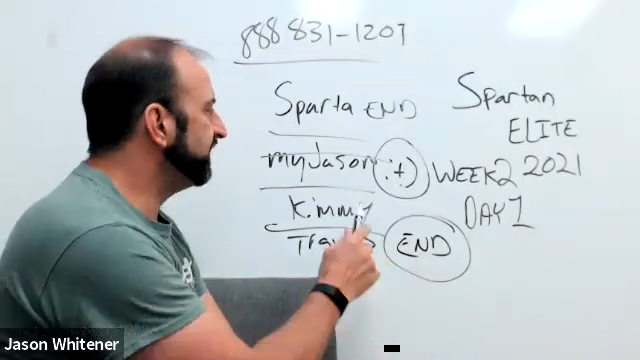 888 831-1207
Sparta END
myJason :+)
Kimmy
END
Spartan
ELITE
WEEK2 2021
DAY 1
Jason Whitener